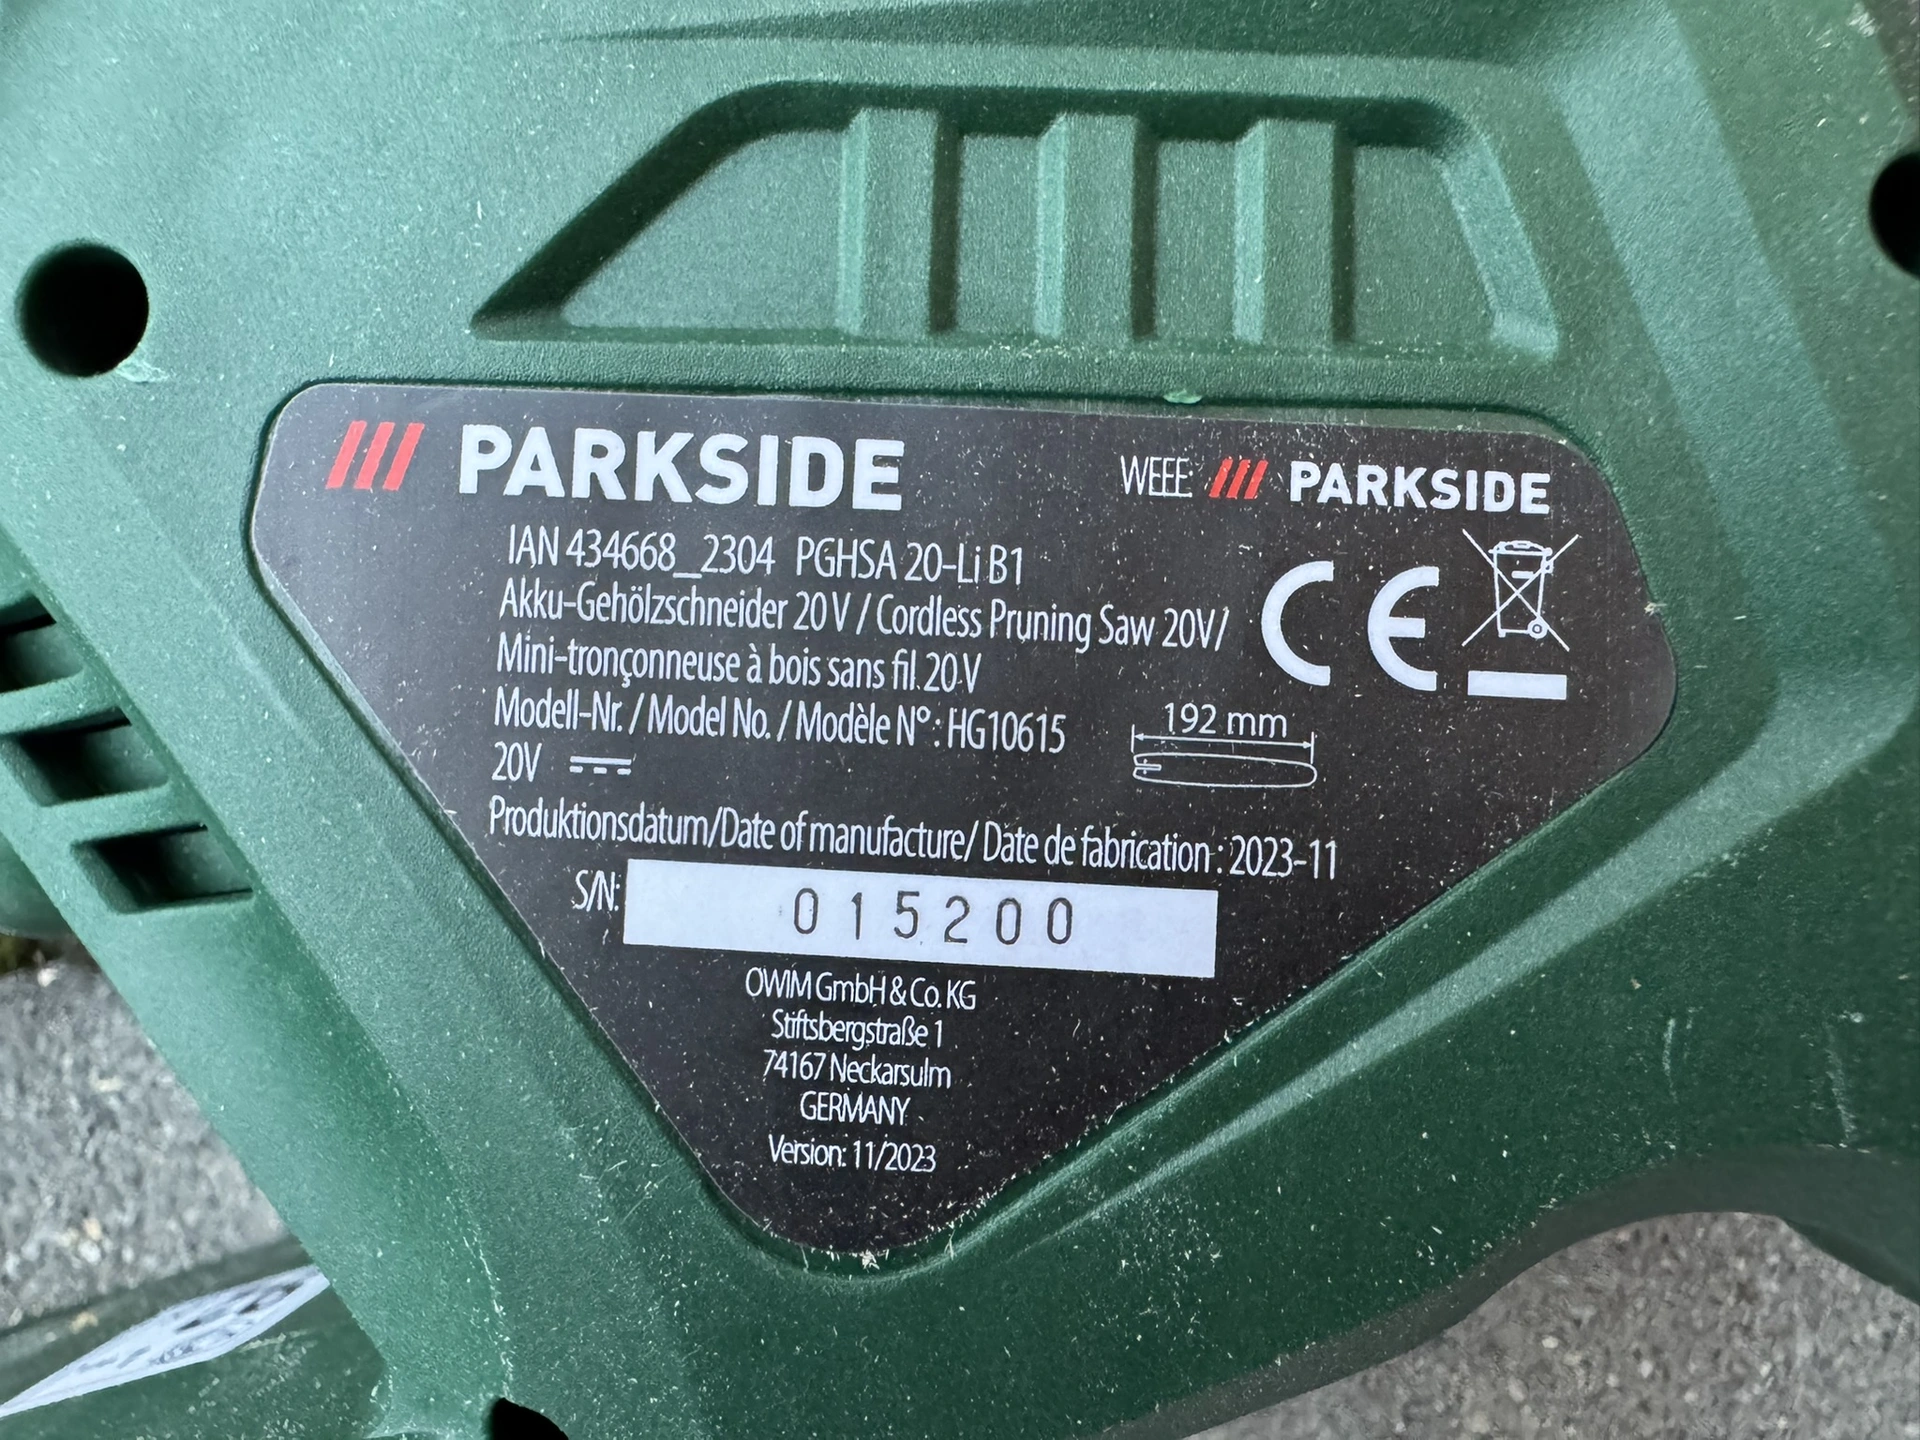 PARKSIDE
WEEE: PARKSIDE
IAN 434668_2304 PGHSA 20-Li B1
Akku-Gehölzschneider 20 V / Cordless Pruning Saw 20V/
Mini-tronçonneuse à bois sans fil 20 V
Modell-Nr. / Model No. / Modèle N° : HG10615
20V
CE
192 mm
Produktionsdatum/Date of manufacture/ Date de fabrication : 2023-11
S/N: 015200
OWIM GmbH & Co. KG
Stiftsbergstraße 1
74167 Neckarsulm
GERMANY
Version: 11/2023